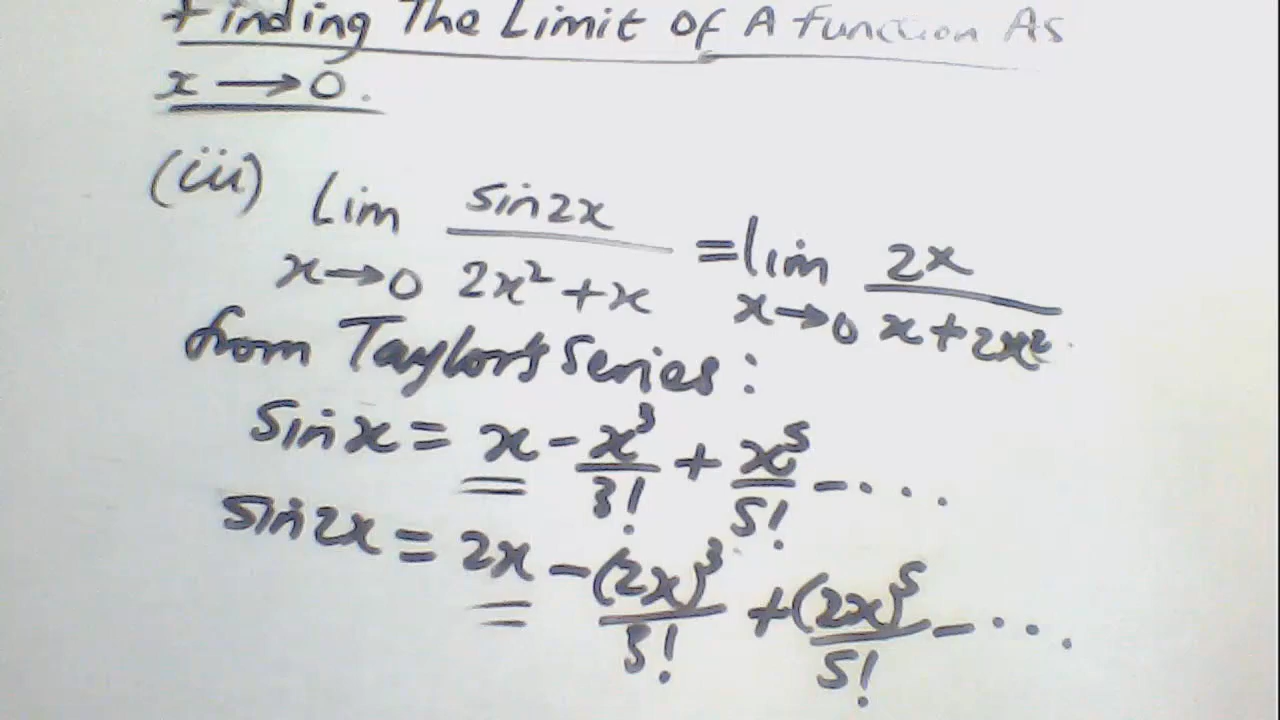 Finding The Limit Of A function As
x → 0.
(iii) Lim x→0 sin2x / 2x² + x = lim x→0 2x / x + 2x²
from Taylor's Series:
sin x = x - x³/3! + x⁵/5! - ...
sin2x = 2x - (2x)³/3! + (2x)⁵/5! - ...